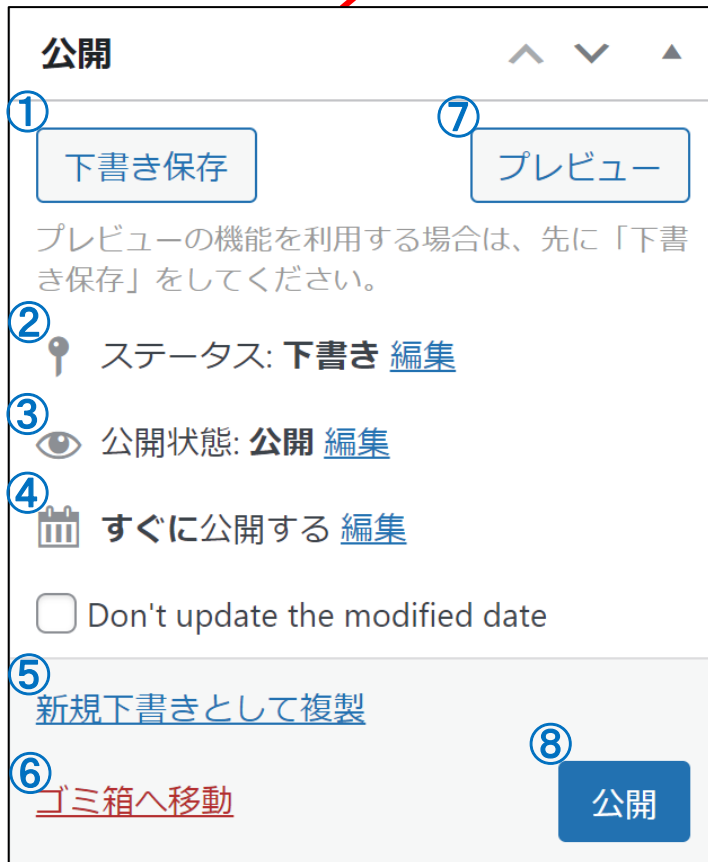 公開
① ⑦
下書き保存 プレビュー
プレビューの機能を利用する場合は、先に「下書
き保存」をしてください。
②
ステータス: 下書き 編集
③
公開状態: 公開 編集
④
すぐに公開する 編集
Don't update the modified date
⑤
新規下書きとして複製
⑥ ⑧
ゴミ箱へ移動 公開